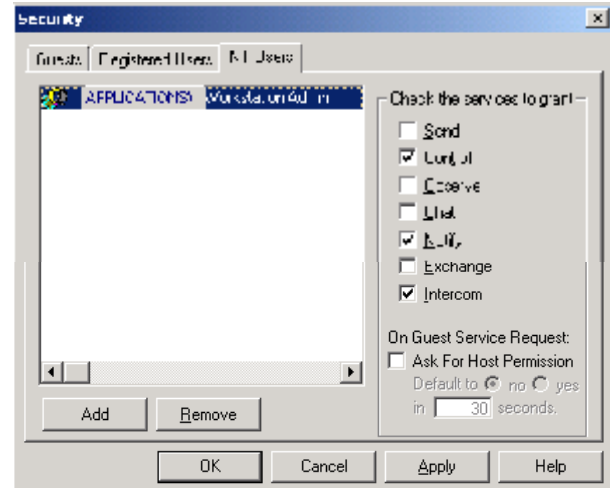 Security
Guests Registered Users NT Users
APPLICATIONS\ Workstation Admin
Check the services to grant
Send
Control
Observe
Chat
Notify
Exchange
Intercom
On Guest Service Request:
Ask For Host Permission
Default to no yes
in 30 seconds.
Add Remove
OK Cancel Apply Help